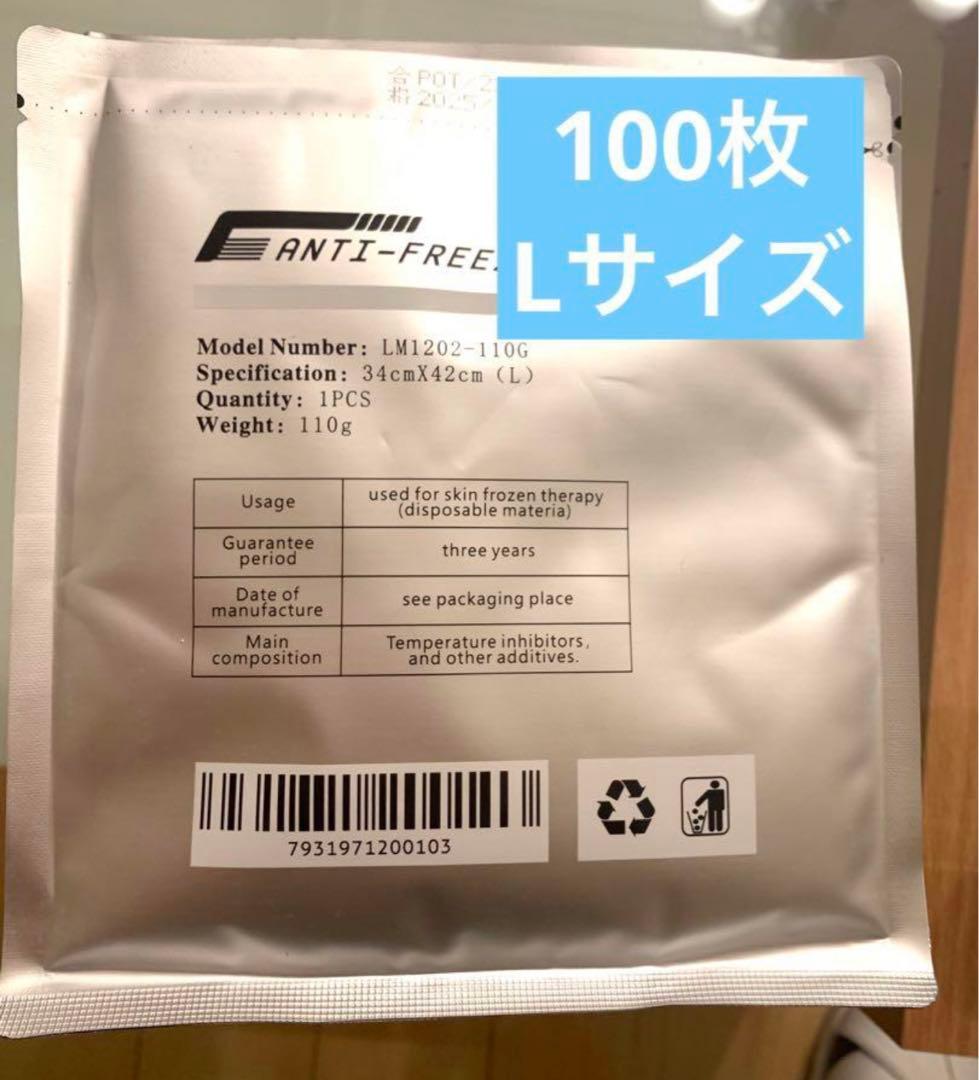 100枚
Lサイズ
ANTI-FREE
Model Number: LM1202-110G
Specification: 34cmX42cm (L)
Quantity: 1PCS
Weight: 110g
Usage
used for skin frozen therapy
(disposable materia)
Guarantee
period
three years
Date of
manufacture
see packaging place
Main
composition
Temperature inhibitors,
and other additives.
7931971200103